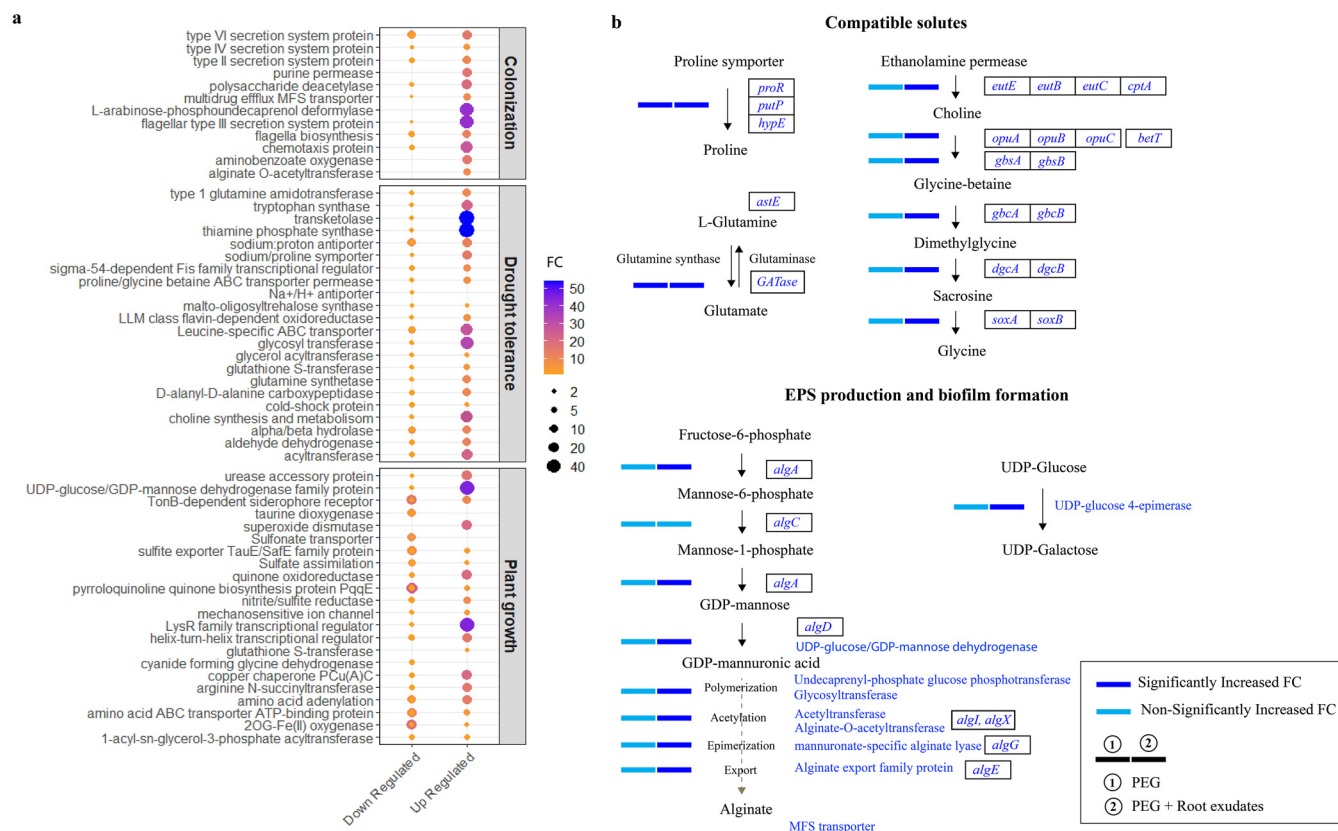 a
type VI secretion system protein
type IV secretion system protein
type II secretion system protein
purine permease
polysaccharide deacetylase
multidrug effflux MFS transporter
L-arabinose-phosphoundecaprenol deformylase
flagellar type III secretion system protein
flagella biosynthesis
chemotaxis protein
aminobenzoate oxygenase
alginate O-acetyltransferase
Colonization
type 1 glutamine amidotransferase
tryptophan synthase
transketolase
thiamine phosphate synthase
sodium:proton antiporter
sodium/proline symporter
sigma-54-dependent Fis family transcriptional regulator
proline/glycine betaine ABC transporter permease
Na+/H+ antiporter
malto-oligosyltrehalose synthase
LLM class flavin-dependent oxidoreductase
Leucine-specific ABC transporter
glycosyl transferase
glycerol acyltransferase
glutathione S-transferase
glutamine synthetase
D-alanyl-D-alanine carboxypeptidase
cold-shock protein
choline synthesis and metabolisom
alpha/beta hydrolase
aldehyde dehydrogenase
acyltransferase
Drought tolerance
urease accessory protein
UDP-glucose/GDP-mannose dehydrogenase family protein
TonB-dependent siderophore receptor
taurine dioxygenase
superoxide dismutase
Sulfonate transporter
sulfite exporter TauE/SafE family protein
Sulfate assimilation
quinone oxidoreductase
pyrroloquinoline quinone biosynthesis protein PqqE
nitrite/sulfite reductase
mechanosensitive ion channel
LysR family transcriptional regulator
helix-turn-helix transcriptional regulator
glutathione S-transferase
cyanide forming glycine dehydrogenase
copper chaperone PCu(A)C
arginine N-succinyltransferase
amino acid adenylation
amino acid ABC transporter ATP-binding protein
2OG-Fe(II) oxygenase
1-acyl-sn-glycerol-3-phosphate acyltransferase
Plant growth
Down Regulated
Up Regulated
FC
50
40
30
20
10
2
5
10
20
40
b
Compatible solutes
Proline symporter
proR
putP
hypE
Proline
astE
L-Glutamine
Glutamine synthase
Glutaminase
GATase
Glutamate
Ethanolamine permease
eutE eutB eutC cptA
Choline
opuA opuB opuC betT
gbsA gbsB
Glycine-betaine
gbcA gbcB
Dimethylglycine
dgcA dgcB
Sacrosine
soxA soxB
Glycine
EPS production and biofilm formation
Fructose-6-phosphate
algA
Mannose-6-phosphate
algC
Mannose-1-phosphate
algA
GDP-mannose
algD
UDP-glucose/GDP-mannose dehydrogenase
GDP-mannuronic acid
Polymerization
Undecaprenyl-phosphate glucose phosphotransferase
Glycosyltransferase
Acetylation
Acetyltransferase
Alginate-O-acetyltransferase
algI, algX
Epimerization
mannuronate-specific alginate lyase
algG
Export
Alginate export family protein
algE
Alginate
MFS transporter
UDP-Glucose
UDP-glucose 4-epimerase
UDP-Galactose
Significantly Increased FC
Non-Significantly Increased FC
1 2
1 PEG
2 PEG + Root exudates